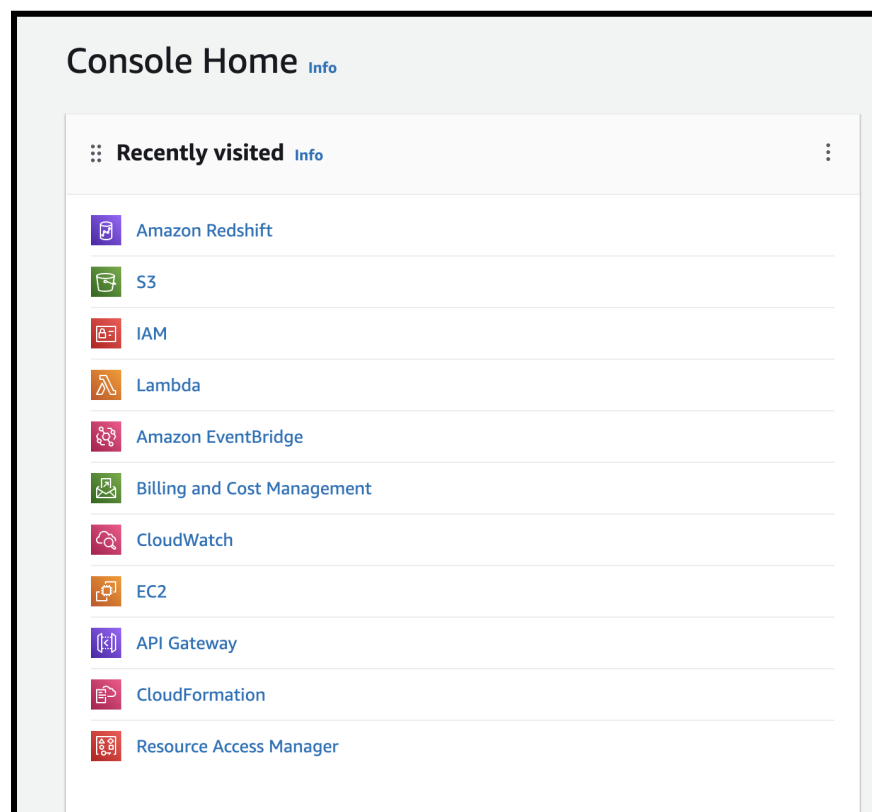 Console Home Info
Recently visited Info
Amazon Redshift
S3
IAM
Lambda
Amazon EventBridge
Billing and Cost Management
CloudWatch
EC2
API Gateway
CloudFormation
Resource Access Manager